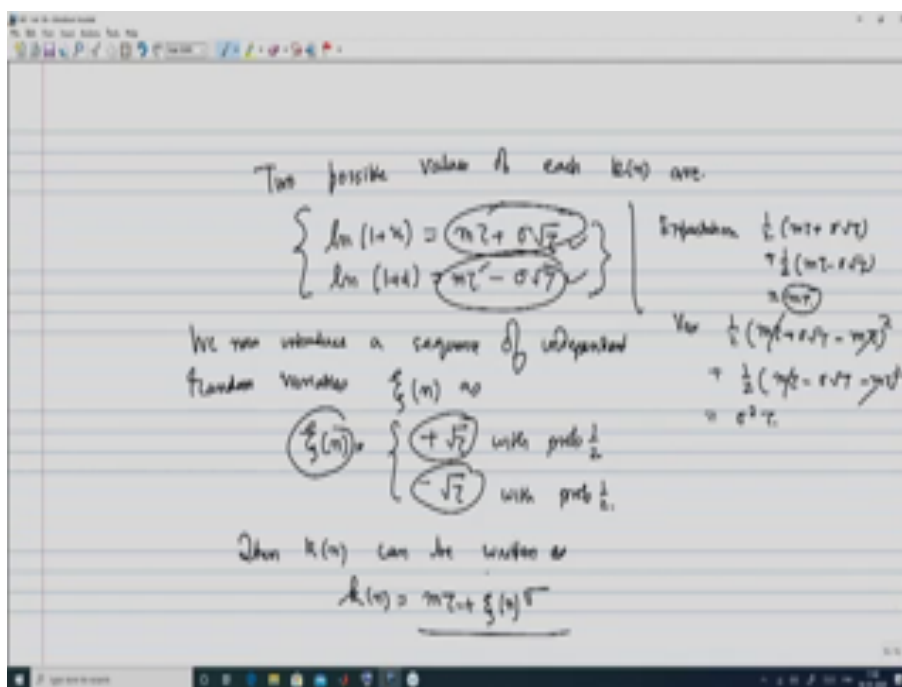 Two possible values of each k(n) are.
{ ln (1+u) = mτ + σ√τ
ln (1+d) = mτ - σ√τ }
Expectation ½ (mτ + σ√τ)
+ ½ (mτ - σ√τ)
= mτ
Var ½ (mτ + σ√τ - mτ)²
+ ½ (mτ - σ√τ - mτ)²
= σ²τ.
We now introduce a sequence of independent
random variables ξ(n) as
ξ(n) = { +√τ with prob ½
-√τ with prob ½.
Then k(n) can be written as
k(n) = mτ + ξ(n) σ